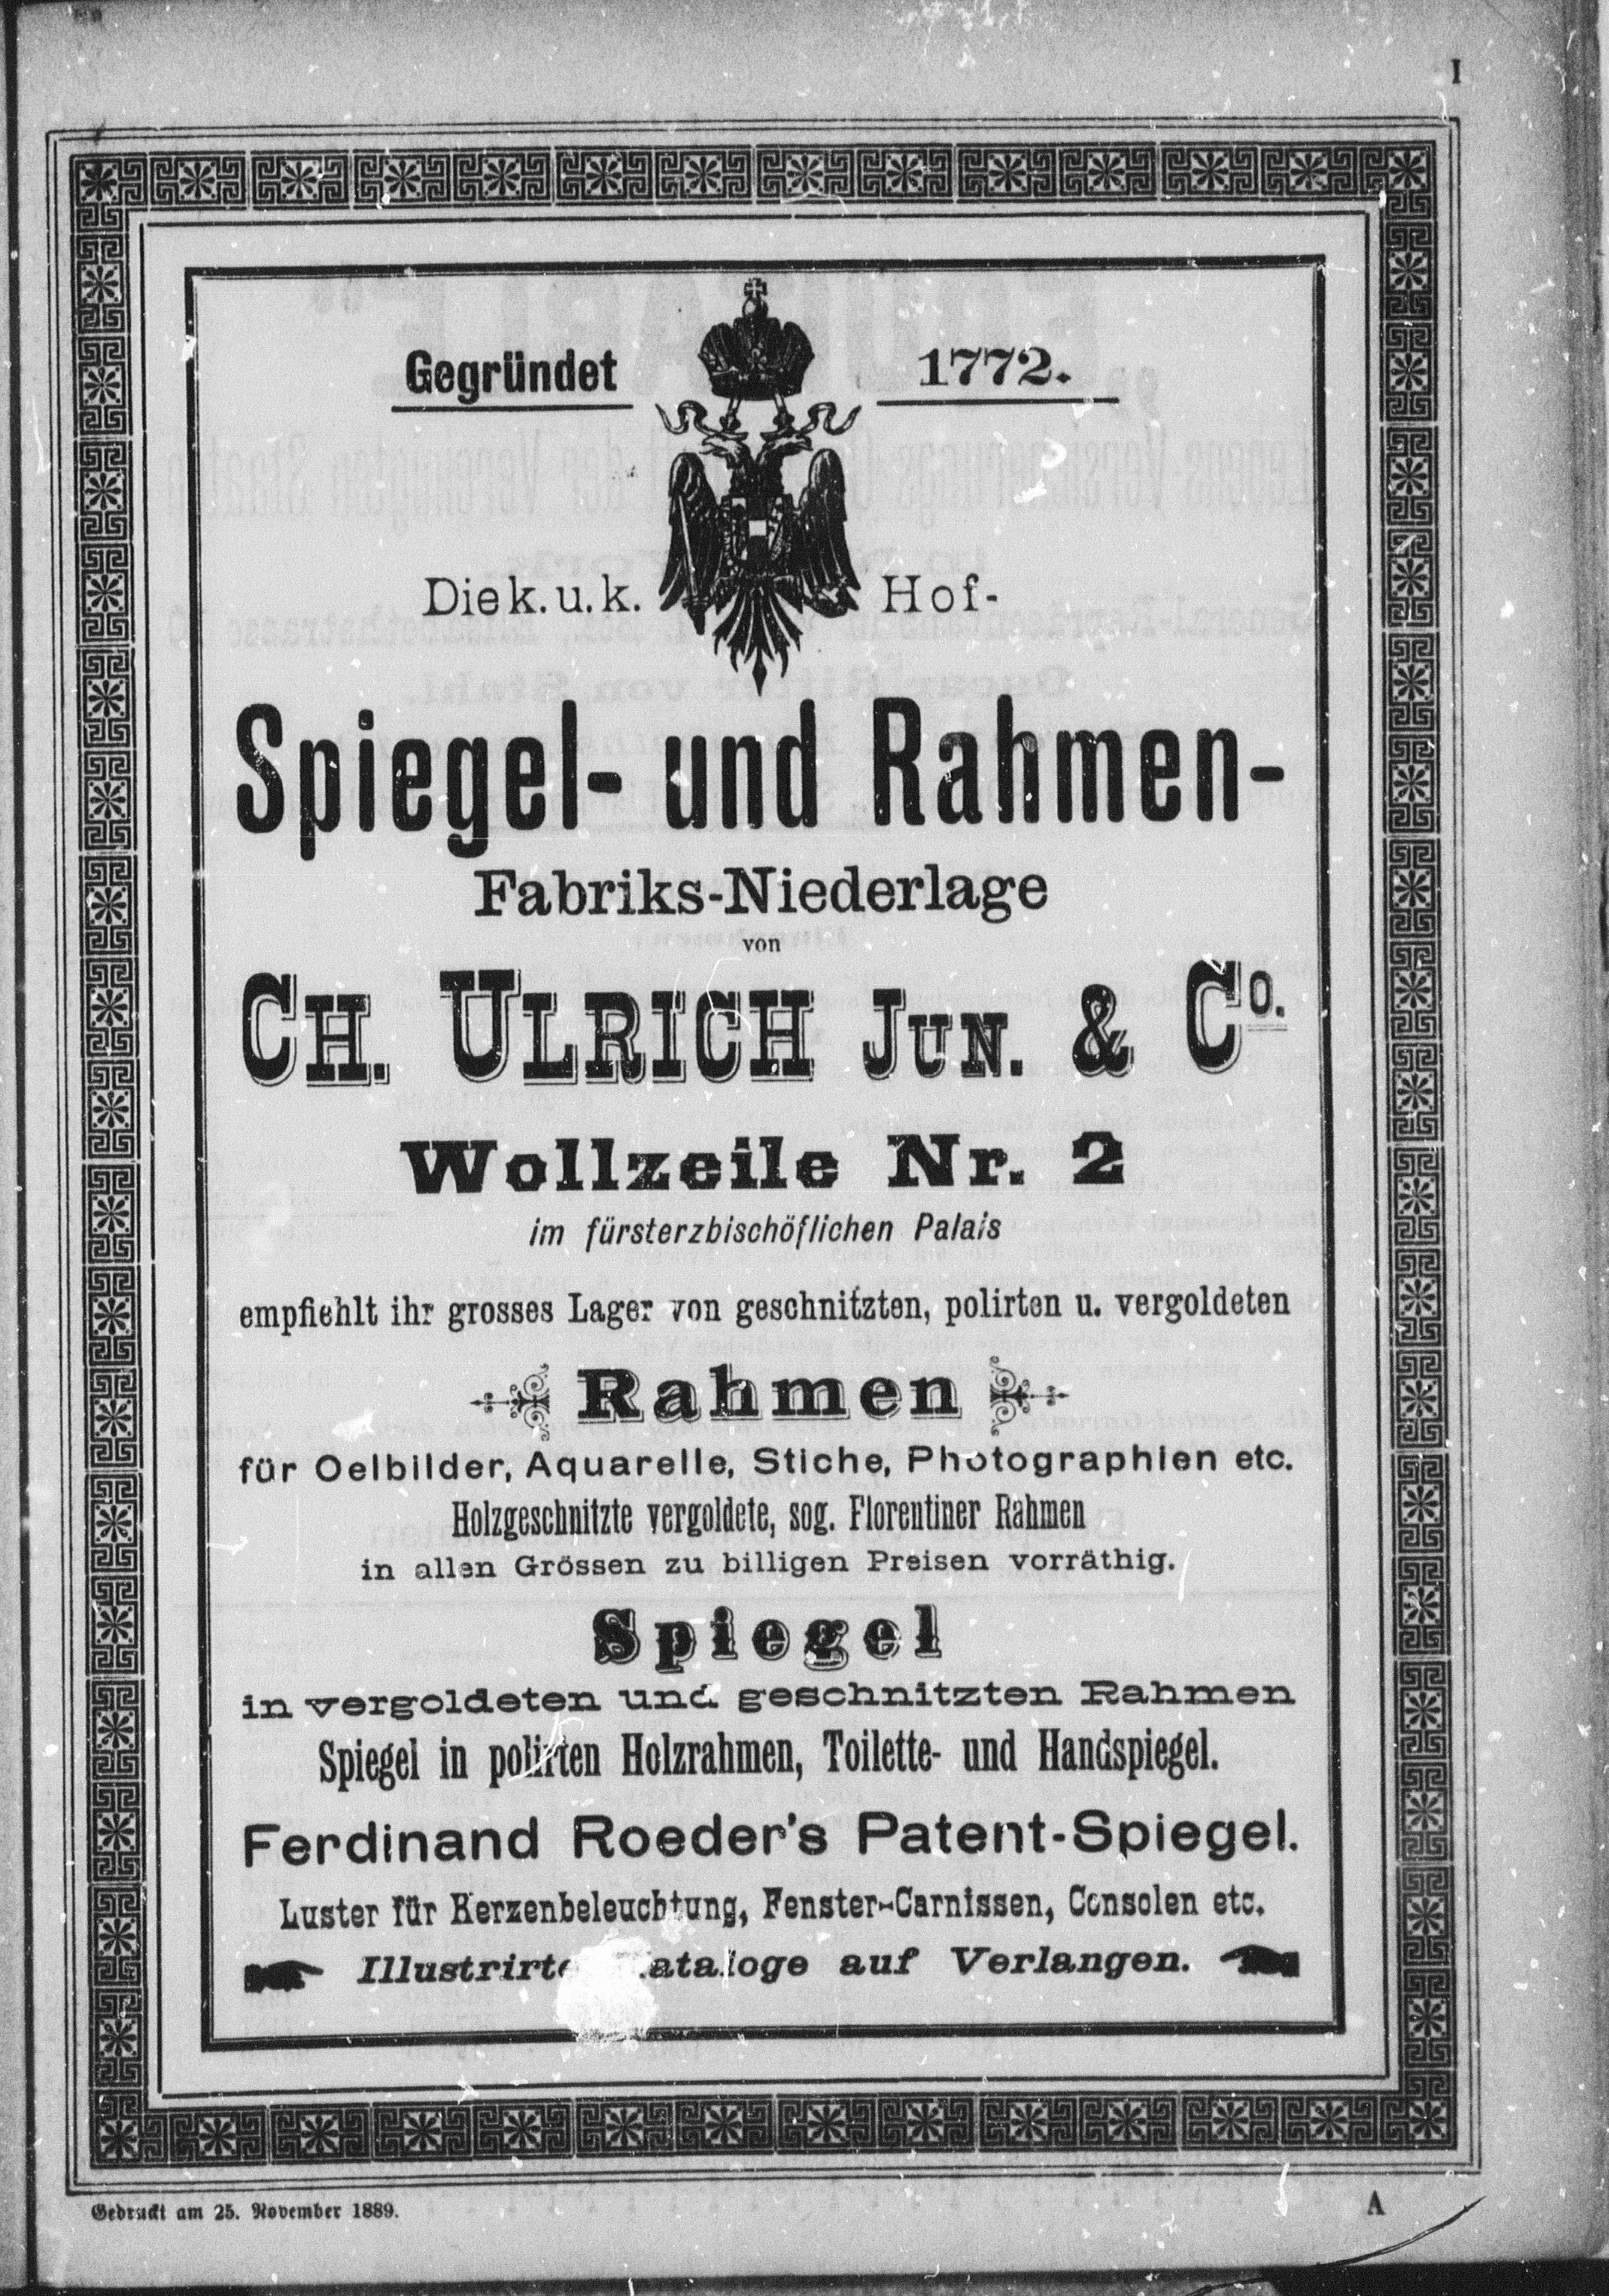 I
Gegründet 1772.
Die k. u. k. Hof-
Spiegel- und Rahmen-
Fabriks-Niederlage
von
CH. ULRICH JUN. & Co.
Wollzeile Nr. 2
im fürsterzbischöflichen Palais
empfiehlt ihr grosses Lager von geschnitzten, polirten u. vergoldeten
Rahmen
für Oelbilder, Aquarelle, Stiche, Photographien etc.
Holzgeschnitzte vergoldete, sog. Florentiner Rahmen
in allen Grössen zu billigen Preisen vorräthig.
Spiegel
in vergoldeten und geschnitzten Rahmen
Spiegel in polirten Holzrahmen, Toilette- und Handspiegel.
Ferdinand Roeder's Patent-Spiegel.
Luster für Kerzenbeleuchtung, Fenster-Carnissen, Consolen etc.
Illustrirte Kataloge auf Verlangen.
Gedruckt am 25. November 1889.
A